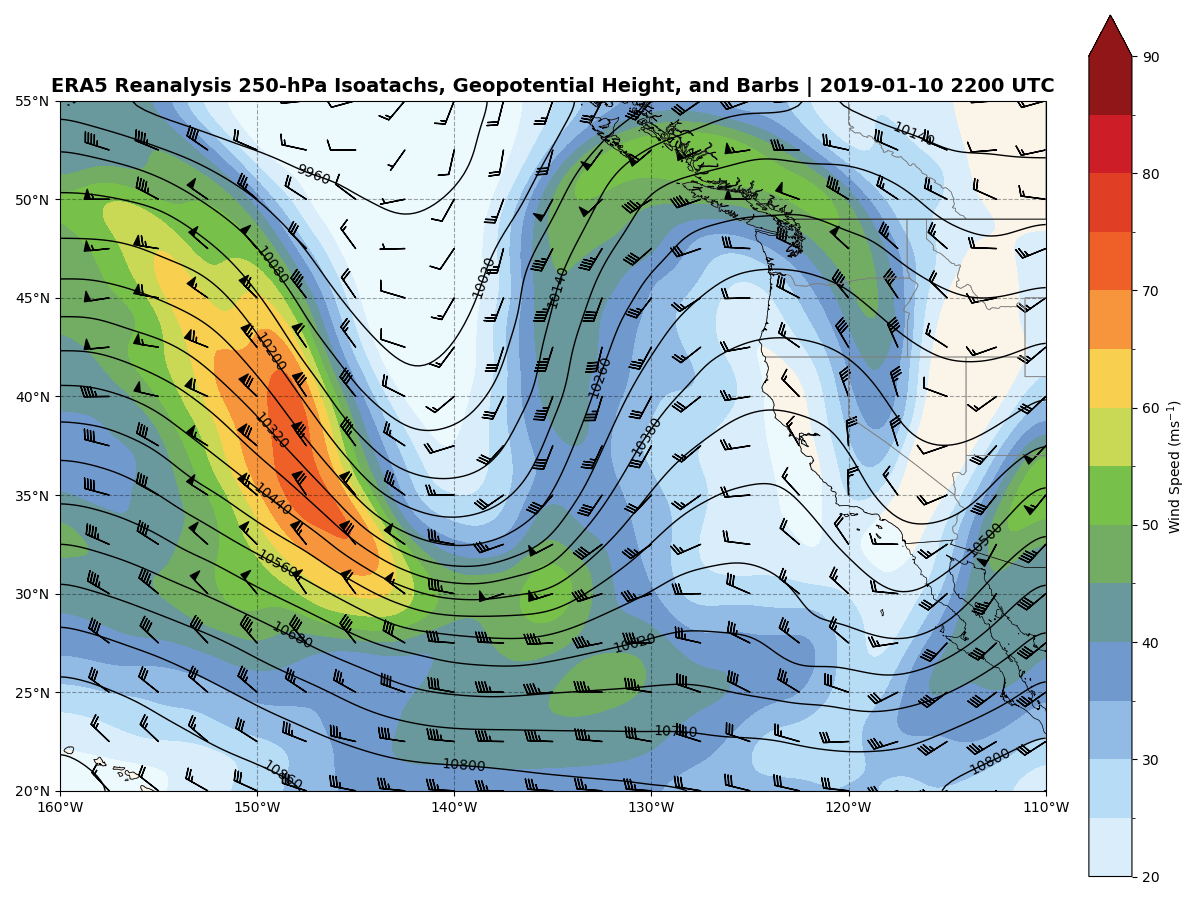 ERA5 Reanalysis 250-hPa Isoatachs, Geopotential Height, and Barbs | 2019-01-10 2200 UTC
90
80
70
60
50
40
30
20
Wind Speed (ms⁻¹)
55°N
50°N
45°N
40°N
35°N
30°N
25°N
20°N
160°W
150°W
140°W
130°W
120°W
110°W
10140
9960
10080
10020
10140
10200
10260
10320
10380
10440
10500
10560
10680
10620
10740
10800
10860
10800